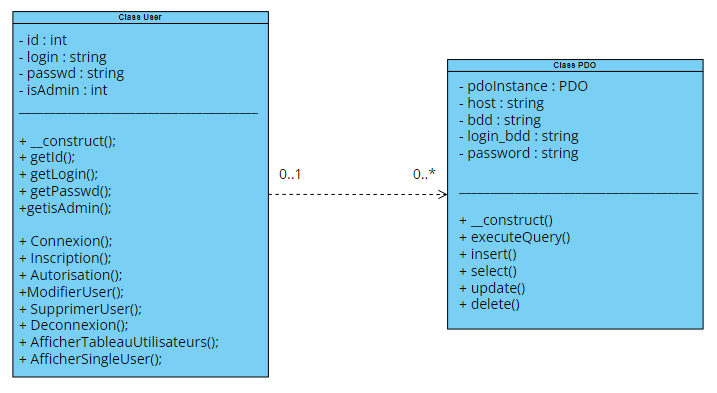 Class User
- id : int
- login : string
- passwd : string
- isAdmin : int
+ __construct();
+ getId();
+ getLogin();
+ getPasswd();
+getisAdmin();
+ Connexion();
+ Inscription();
+ Autorisation();
+ModifierUser();
+ SupprimerUser();
+ Deconnexion();
+ AfficherTableauUtilisateurs();
+ AfficherSingleUser();
0..1
0..*
Class PDO
- pdoInstance : PDO
- host : string
- bdd : string
- login_bdd : string
- password : string
+ __construct()
+ executeQuery()
+ insert()
+ select()
+ update()
+ delete()